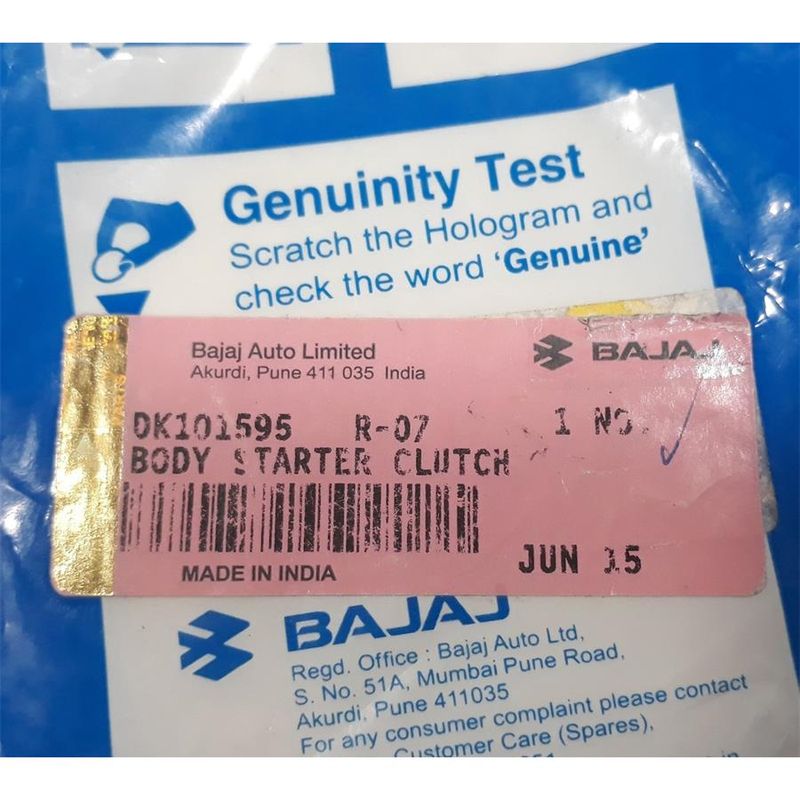 Genuinity Test
Scratch the Hologram and
check the word 'Genuine'
Bajaj Auto Limited
Akurdi, Pune 411 035 India
BAJAJ
DK101595 R-07 1 NO.
BODY STARTER CLUTCH
MADE IN INDIA
JUN 15
BAJAJ
Regd. Office : Bajaj Auto Ltd,
S. No. 51A, Mumbai Pune Road,
Akurdi, Pune 411035
For any consumer complaint please contact
Customer Care (Spares),